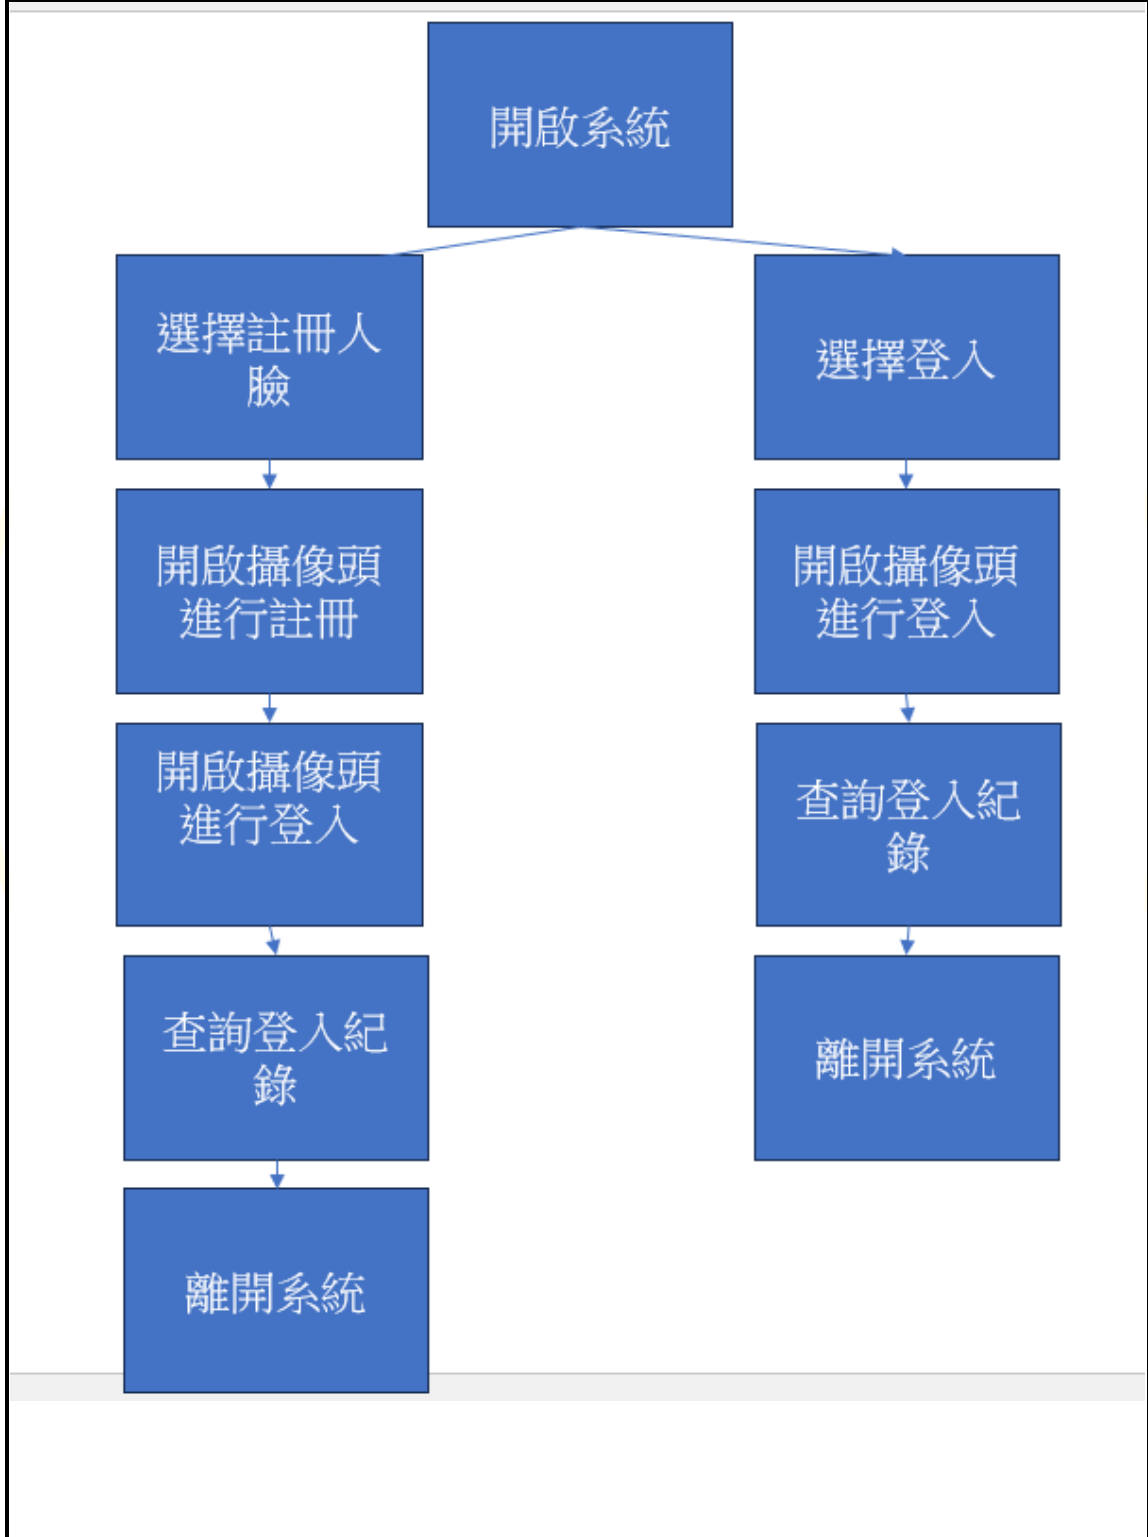 開啟系統
選擇註冊人
臉
開啟攝像頭
進行註冊
開啟攝像頭
進行登入
查詢登入紀
錄
離開系統
選擇登入
開啟攝像頭
進行登入
查詢登入紀
錄
離開系統